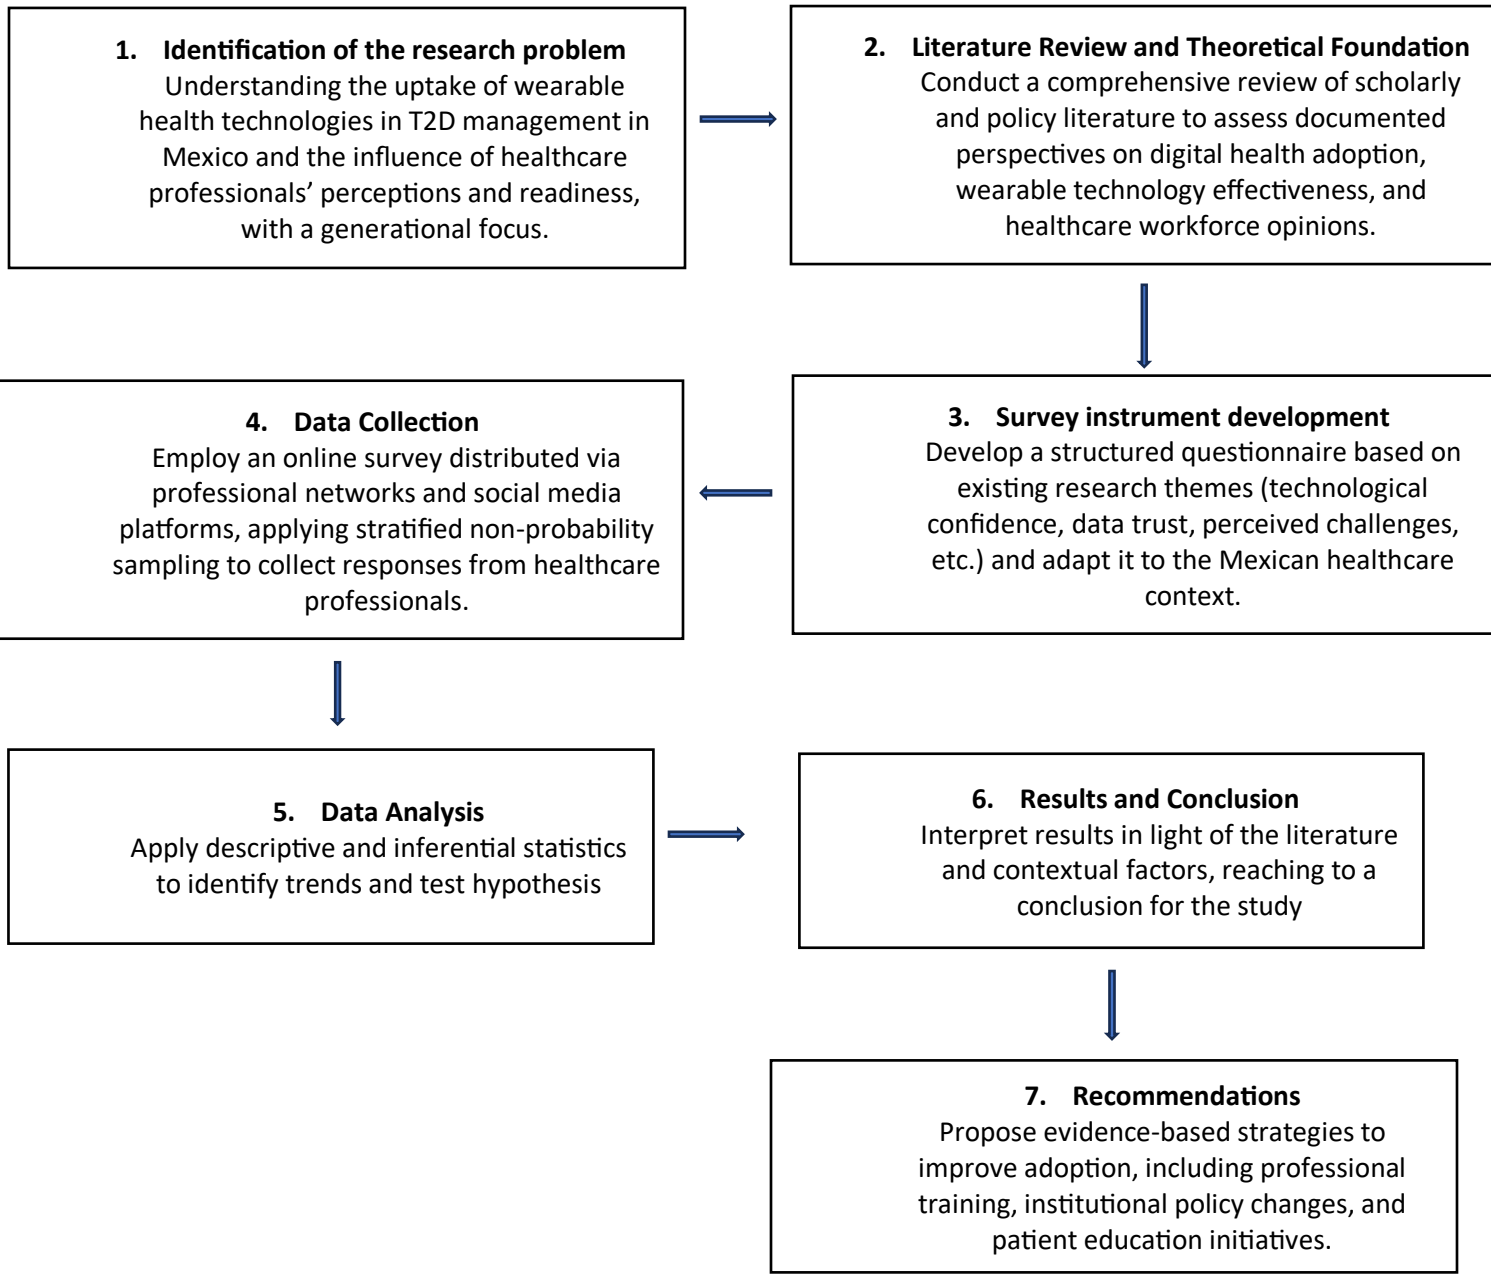 1. Identification of the research problem
Understanding the uptake of wearable
health technologies in T2D management in
Mexico and the influence of healthcare
professionals’ perceptions and readiness,
with a generational focus.
2. Literature Review and Theoretical Foundation
Conduct a comprehensive review of scholarly
and policy literature to assess documented
perspectives on digital health adoption,
wearable technology effectiveness, and
healthcare workforce opinions.
3. Survey instrument development
Develop a structured questionnaire based on
existing research themes (technological
confidence, data trust, perceived challenges,
etc.) and adapt it to the Mexican healthcare
context.
4. Data Collection
Employ an online survey distributed via
professional networks and social media
platforms, applying stratified non-probability
sampling to collect responses from healthcare
professionals.
5. Data Analysis
Apply descriptive and inferential statistics
to identify trends and test hypothesis
6. Results and Conclusion
Interpret results in light of the literature
and contextual factors, reaching to a
conclusion for the study
7. Recommendations
Propose evidence-based strategies to
improve adoption, including professional
training, institutional policy changes, and
patient education initiatives.